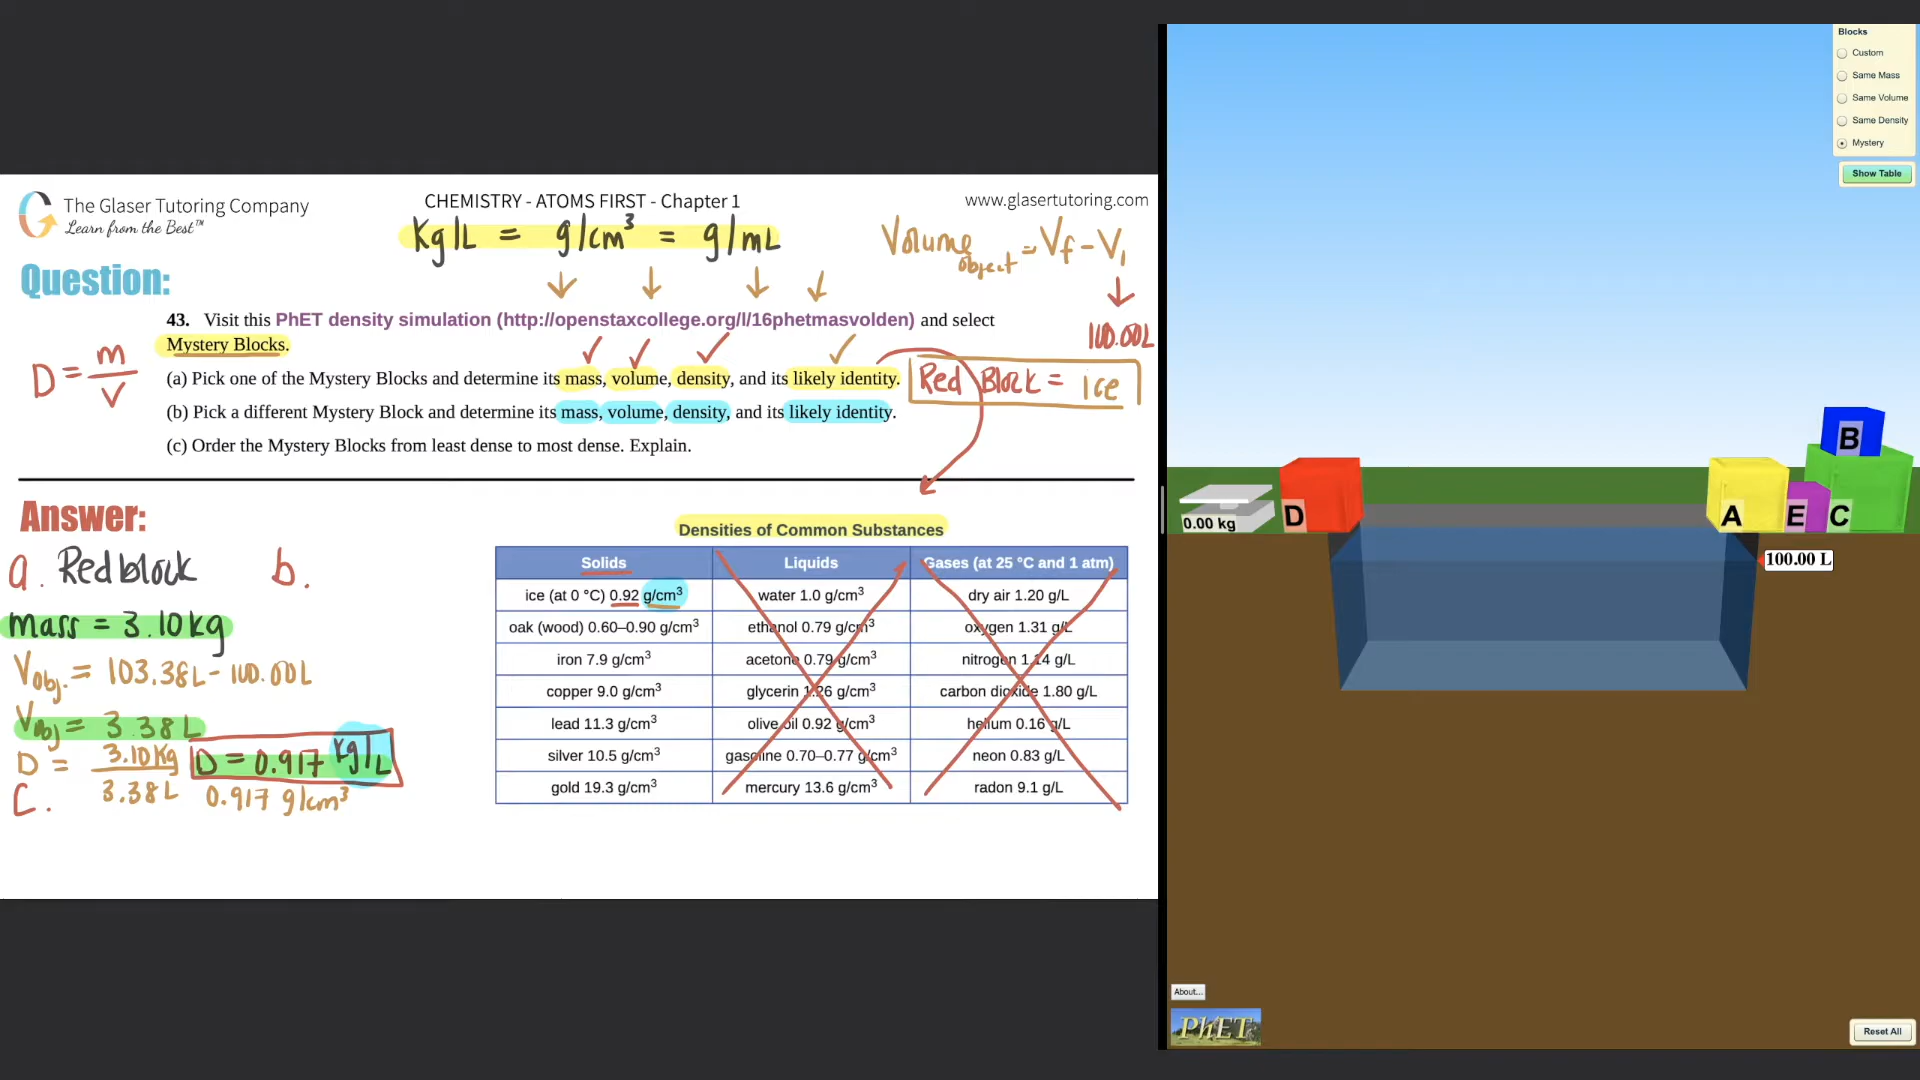 The Glaser Tutoring Company
Learn from the Best™
CHEMISTRY - ATOMS FIRST - Chapter 1
www.glasertutoring.com
Kg/L = g/cm³ = g/mL
Volume object = Vf - V₁
100.00L
Question:
43. Visit this PhET density simulation (http://openstaxcollege.org/l/16phetmasvolden) and select
Mystery Blocks.
D = m/V
(a) Pick one of the Mystery Blocks and determine its mass, volume, density, and its likely identity.
Red Block = ice
(b) Pick a different Mystery Block and determine its mass, volume, density, and its likely identity.
(c) Order the Mystery Blocks from least dense to most dense. Explain.
Answer:
a. Red block
b.
mass = 3.10kg
Vobj. = 103.38L - 100.00L
Vobj = 3.38L
D = 3.10Kg / 3.38L
D = 0.917 Kg/L
0.917 g/cm³
C.
Densities of Common Substances
Solids Liquids Gases (at 25 °C and 1 atm)
ice (at 0 °C) 0.92 g/cm³ water 1.0 g/cm³ dry air 1.20 g/L
oak (wood) 0.60–0.90 g/cm³ ethanol 0.79 g/cm³ oxygen 1.31 g/L
iron 7.9 g/cm³ acetone 0.79 g/cm³ nitrogen 1.14 g/L
copper 9.0 g/cm³ glycerin 1.26 g/cm³ carbon dioxide 1.80 g/L
lead 11.3 g/cm³ olive oil 0.92 g/cm³ helium 0.16 g/L
silver 10.5 g/cm³ gasoline 0.70–0.77 g/cm³ neon 0.83 g/L
gold 19.3 g/cm³ mercury 13.6 g/cm³ radon 9.1 g/L
Blocks
Custom
Same Mass
Same Volume
Same Density
Mystery
Show Table
B
0.00 kg
D
A
E
C
100.00 L
About...
PhET
Reset All